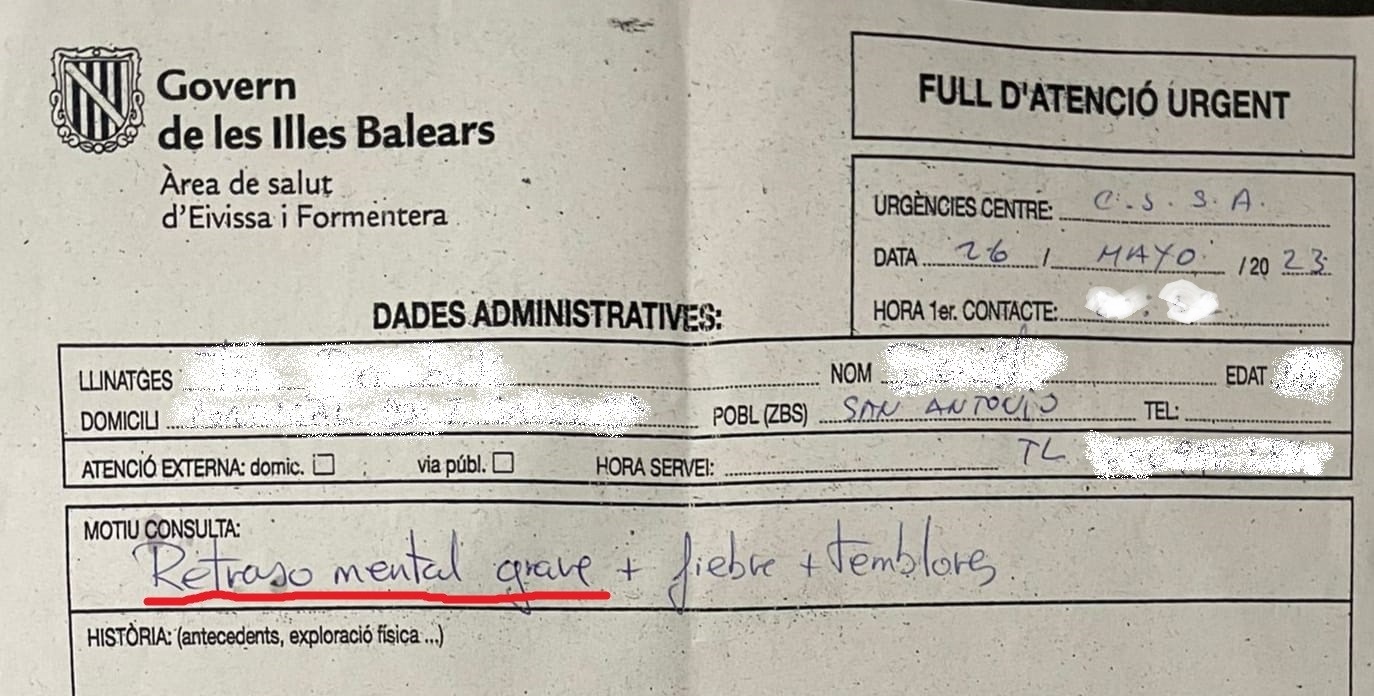 Govern
de les Illes Balears
Àrea de salut
d'Eivissa i Formentera
FULL D'ATENCIÓ URGENT
URGÈNCIES CENTRE: C.S.S.A.
DATA 26 / MAYO /20 23
HORA 1er. CONTACTE:
DADES ADMINISTRATIVES:
LLINATGES NOM EDAT
DOMICILI POBL (ZBS) SAN ANTONIO TEL:
ATENCIÓ EXTERNA: domic. via públ. HORA SERVEI: TL
MOTIU CONSULTA:
Retraso mental grave + fiebre + temblores
HISTÒRIA: (antecedents, exploració física ...)